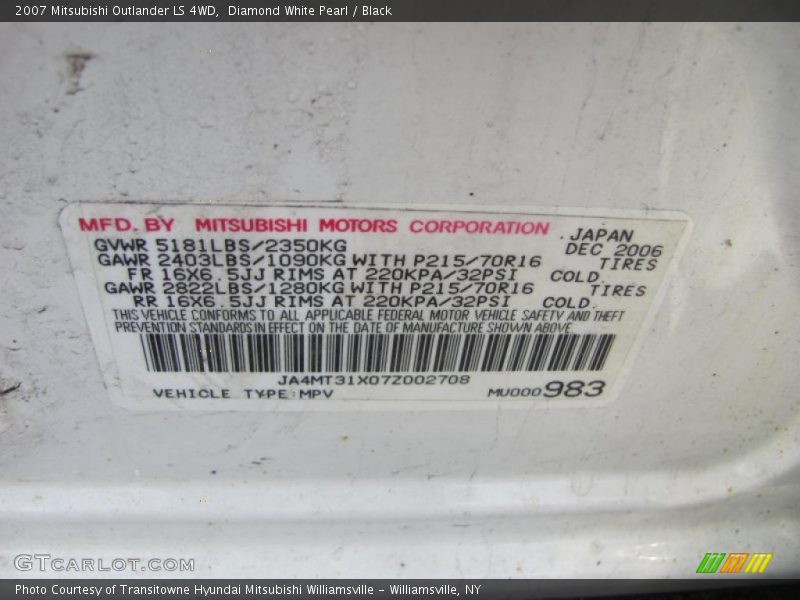 2007 Mitsubishi Outlander LS 4WD,  Diamond White Pearl / Black
MFD. BY MITSUBISHI MOTORS CORPORATION . JAPAN
GVWR 5181LBS/2350KG DEC 2006
GAWR 2403LBS/1090KG WITH P215/70R16 TIRES
FR 16X6.5JJ RIMS AT 220KPA/32PSI COLD.
GAWR 2822LBS/1280KG WITH P215/70R16 TIRES
RR 16X6.5JJ RIMS AT 220KPA/32PSI COLD.
THIS VEHICLE CONFORMS TO ALL APPLICABLE FEDERAL MOTOR VEHICLE SAFETY AND THEFT
PREVENTION STANDARDS IN EFFECT ON THE DATE OF MANUFACTURE SHOWN ABOVE.
JA4MT31X07Z002708
VEHICLE TYPE:MPV MU000983
GTCARLOT.COM
Photo Courtesy of Transitowne Hyundai Mitsubishi Williamsville - Williamsville, NY